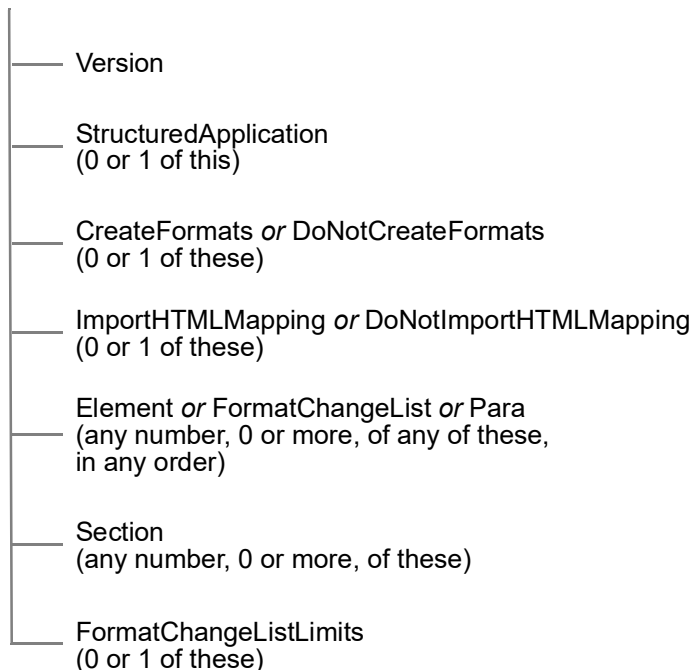 Version
StructuredApplication
(0 or 1 of this)
CreateFormats or DoNotCreateFormats
(0 or 1 of these)
ImportHTMLMapping or DoNotImportHTMLMapping
(0 or 1 of these)
Element or FormatChangeList or Para
(any number, 0 or more, of any of these,
in any order)
Section
(any number, 0 or more, of these)
FormatChangeListLimits
(0 or 1 of these)